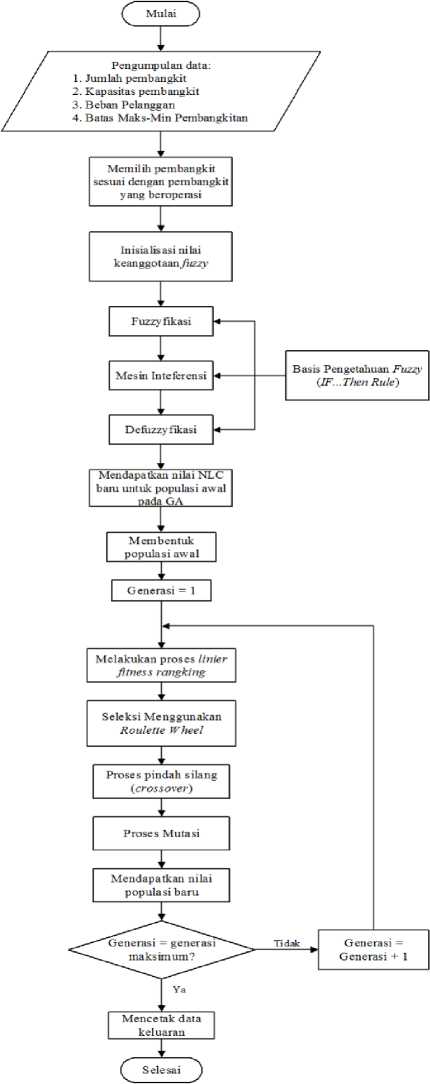 Mulai
Pengumpulan data:
1. Jumlah pembangkit
2. Kapasitas pembangkit
3. Beban Pelanggan
4. Batas Maks-Min Pembangkitan
Memilih pembangkit
sesuai dengan pembangkit
yang beroperasi
Inisialisasi nilai
keanggotaan fuzzy
Fuzzyfikasi
Mesin Inteferensi
Basis Pengetahuan Fuzzy
(IF...Then Rule)
Defuzzyfikasi
Mendapatkan nilai NLC
baru untuk populasi awal
pada GA
Membentuk
populasi awal
Generasi = 1
Melakukan proses linier
fitness rangking
Seleksi Menggunakan
Roulette Wheel
Proses pindah silang
(crossover)
Proses Mutasi
Mendapatkan nilai
populasi baru
Generasi = generasi
maksimum?
Tidak
Generasi =
Generasi + 1
Ya
Mencetak data
keluaran
Selesai